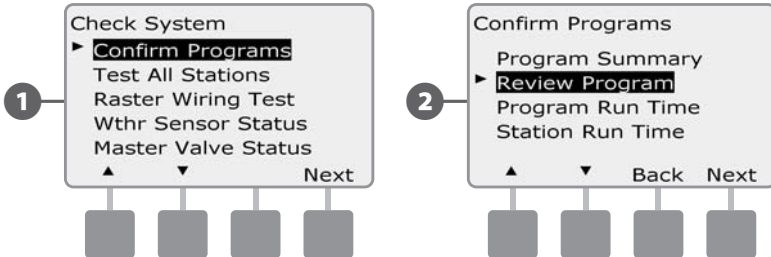 Check System
Confirm Programs
Test All Stations
Raster Wiring Test
Wthr Sensor Status
Master Valve Status
Next
1
Confirm Programs
Program Summary
Review Program
Program Run Time
Station Run Time
Back Next
2